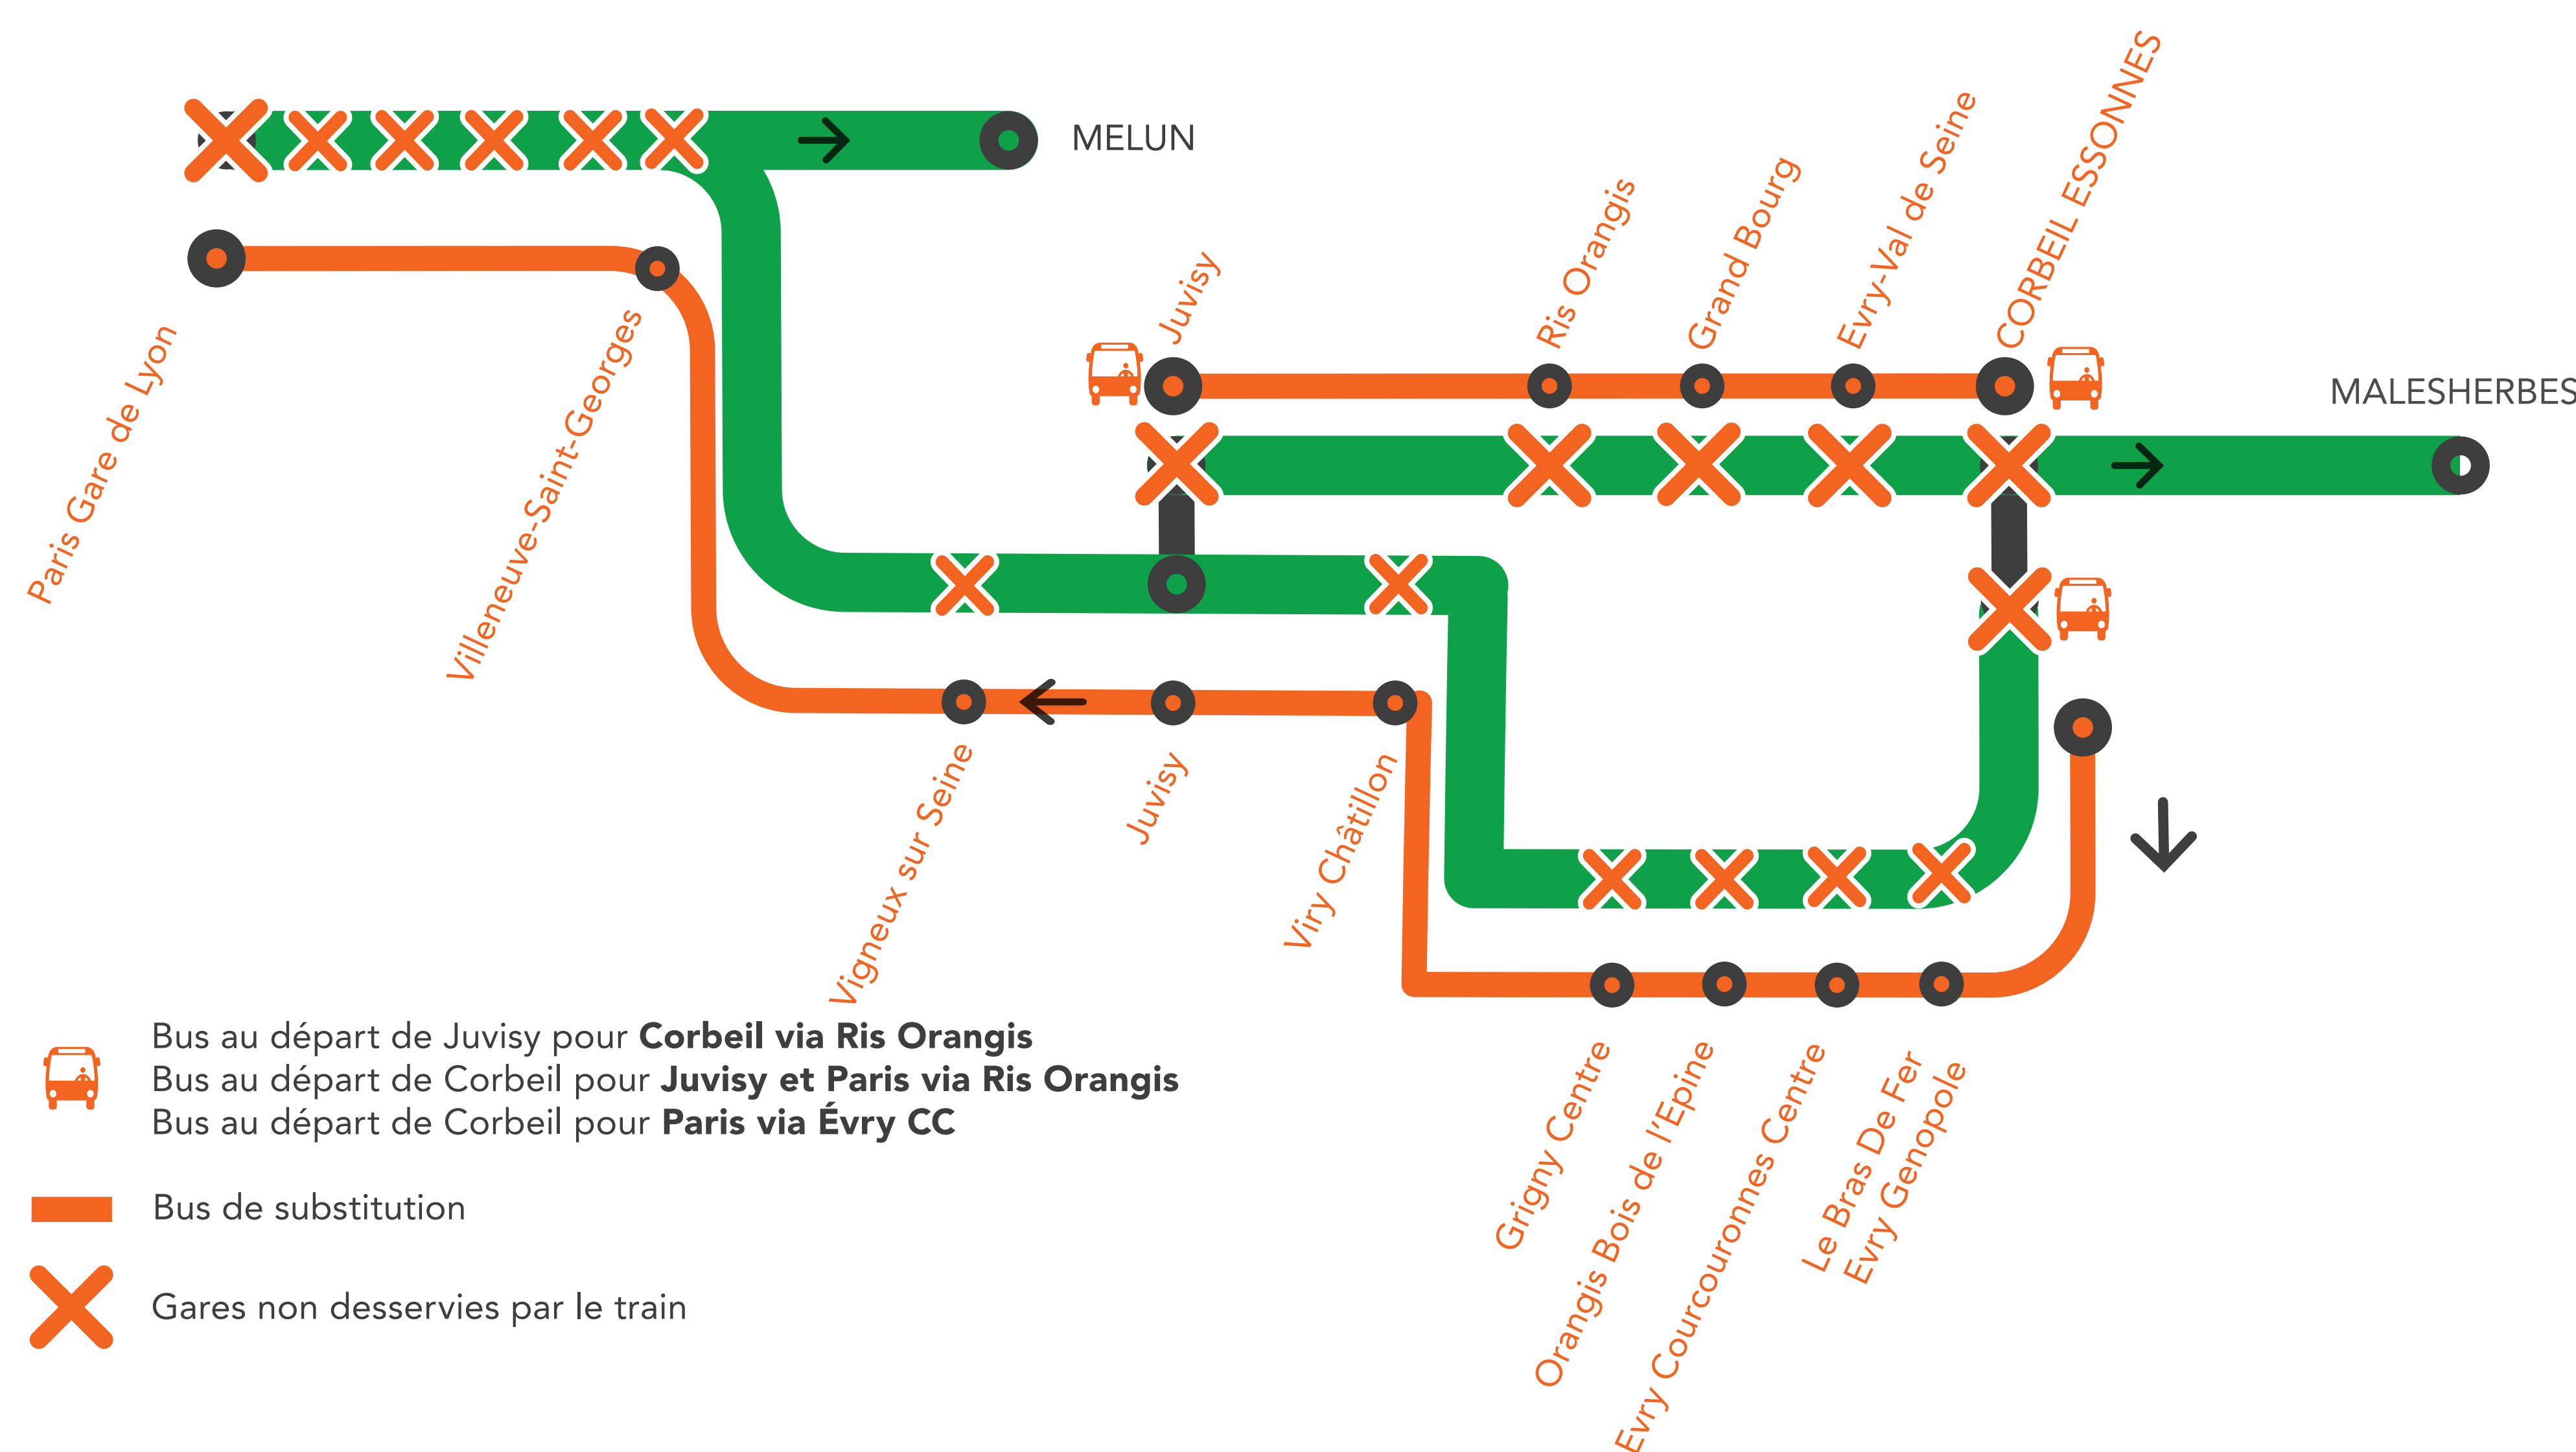 MELUN
Paris Gare de Lyon
Villeneuve-Saint-Georges
Juvisy
Ris Orangis
Grand Bourg
Evry-Val de Seine
CORBEIL ESSONNES
MALESHERBES
Vigneux sur Seine
Juvisy
Viry Châtillon
Grigny Centre
Orangis Bois de l'Epine
Evry Courcouronnes Centre
Le Bras De Fer
Evry Genopole
Bus au départ de Juvisy pour Corbeil via Ris Orangis
Bus au départ de Corbeil pour Juvisy et Paris via Ris Orangis
Bus au départ de Corbeil pour Paris via Évry CC
Bus de substitution
Gares non desservies par le train